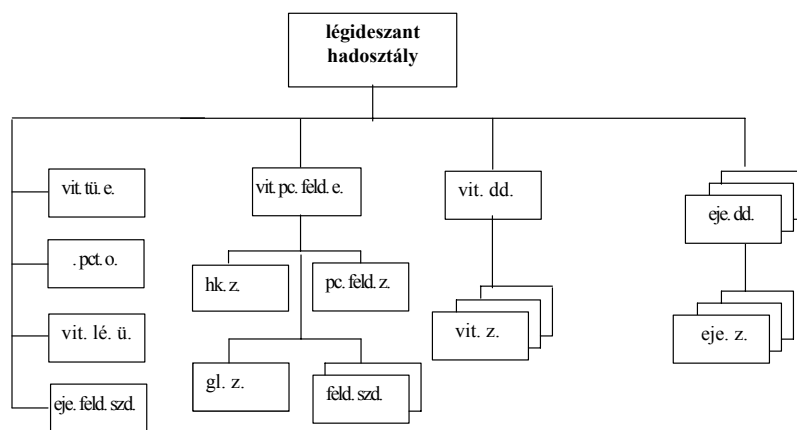 légideszant
hadosztály
vit. tü. e.
vit. pc. feld. e.
vit. dd.
eje. dd.
. pct. o.
hk. z.
pc. feld. z.
vit. lé. ü.
vit. z.
eje. z.
gl. z.
feld. szd.
eje. feld. szd.